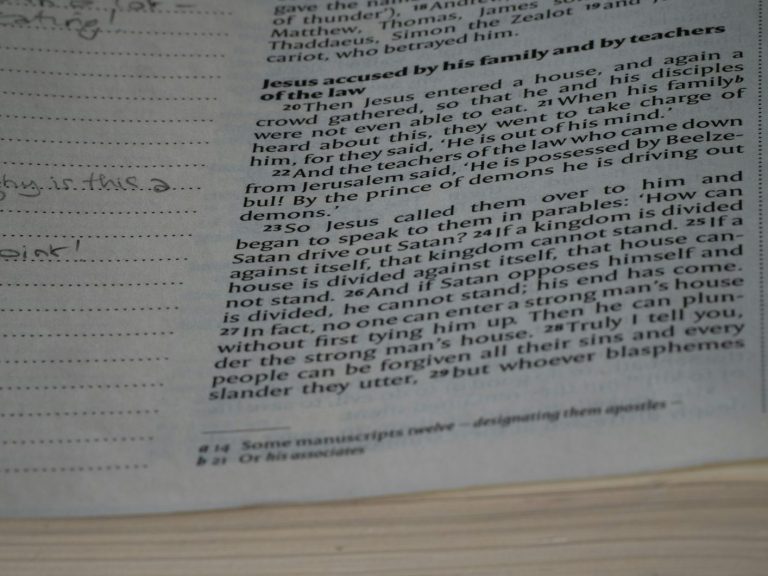 eating!
why is this a
point!
gave the nam
of thunder'), 18 Andre
Matthew, Thomas, James so
Thaddaeus, Simon the Zealot 19 and J
cariot, who betrayed him.
Jesus accused by his family and by teachers
of the law
20 Then Jesus entered a house, and again a
crowd gathered, so that he and his disciples
were not even able to eat. 21 When his family b
heard about this, they went to take charge of
him, for they said, 'He is out of his mind.'
22 And the teachers of the law who came down
from Jerusalem said, 'He is possessed by Beelze-
bul! By the prince of demons he is driving out
demons.'
23 So Jesus called them over to him and
began to speak to them in parables: 'How can
Satan drive out Satan? 24 If a kingdom is divided
against itself, that kingdom cannot stand. 25 If a
house is divided against itself, that house can-
not stand. 26 And if Satan opposes himself and
is divided, he cannot stand; his end has come.
27 In fact, no one can enter a strong man's house
without first tying him up. Then he can plun-
der the strong man's house. 28 Truly I tell you,
people can be forgiven all their sins and every
slander they utter, 29 but whoever blasphemes
a 14 Some manuscripts twelve – designating them apostles –
b 21 Or his associates